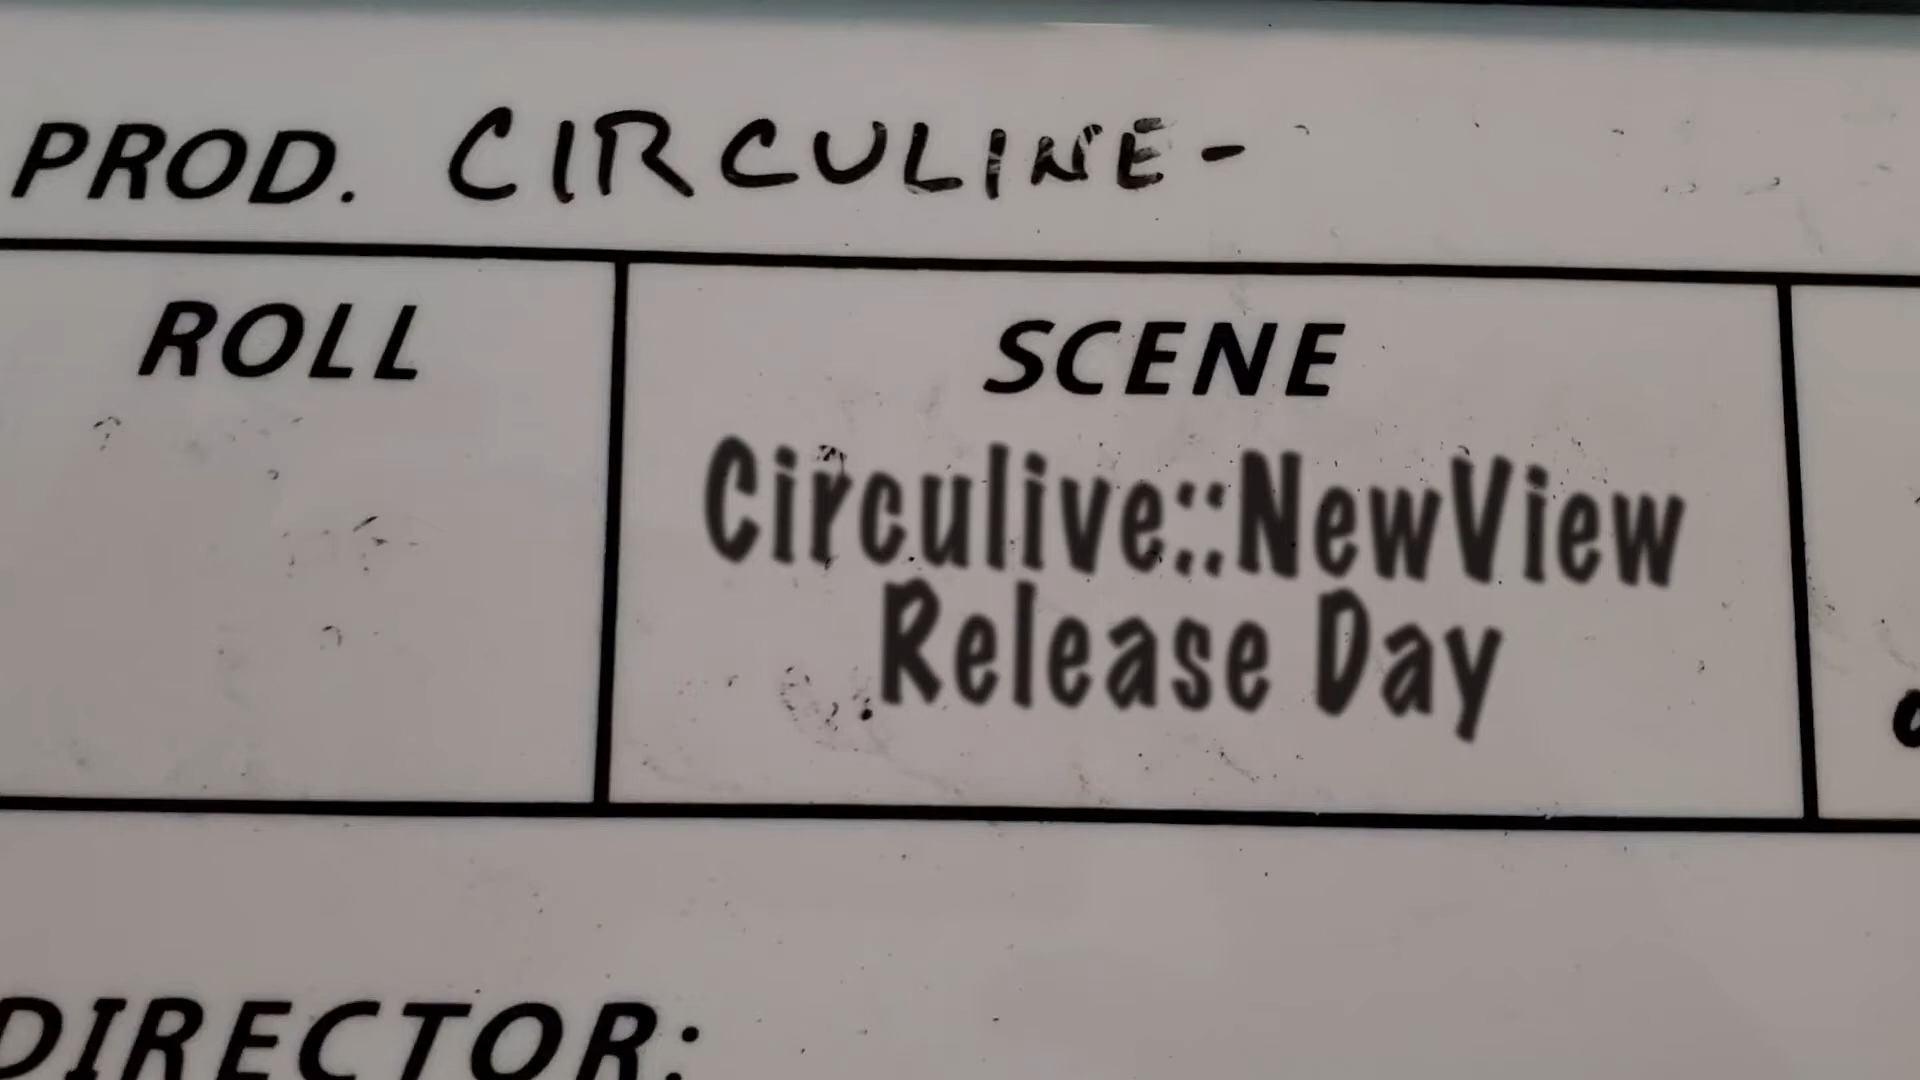 PROD. CIRCULINE-
ROLL
SCENE
Circulive::NewView
Release Day
DIRECTOR: